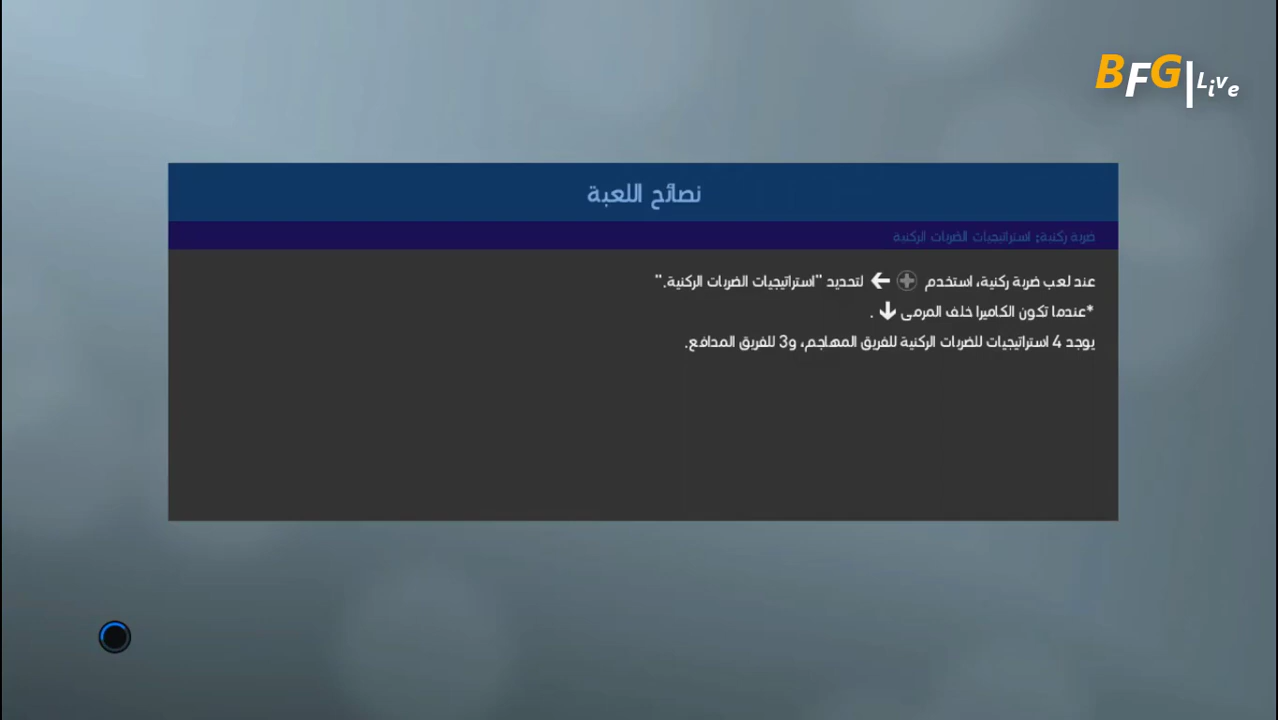 BFG|Live
نصائح اللعبة
ضربة ركنية: استراتيجيات الضربات الركنية
عند لعب ضربة ركنية، استخدم ← لتحديد "استراتيجيات الضربات الركنية."
*عندما تكون الكاميرا خلف المرمى ↓ .
يوجد 4 استراتيجيات للضربات الركنية للفريق المهاجم، و3 للفريق المدافع.